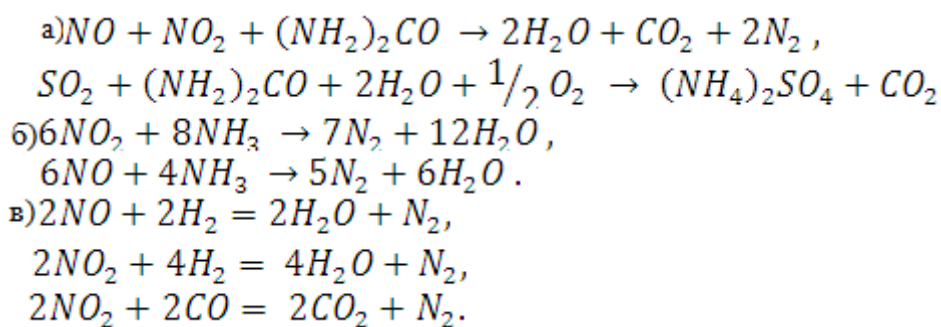 а)NO + NO₂ + (NH₂)₂CO → 2H₂O + CO₂ + 2N₂ ,
SO₂ + (NH₂)₂CO + 2H₂O + 1/2 O₂ → (NH₄)₂SO₄ + CO₂
б)6NO₂ + 8NH₃ → 7N₂ + 12H₂O ,
6NO + 4NH₃ → 5N₂ + 6H₂O .
в)2NO + 2H₂ = 2H₂O + N₂,
2NO₂ + 4H₂ = 4H₂O + N₂,
2NO₂ + 2CO = 2CO₂ + N₂.